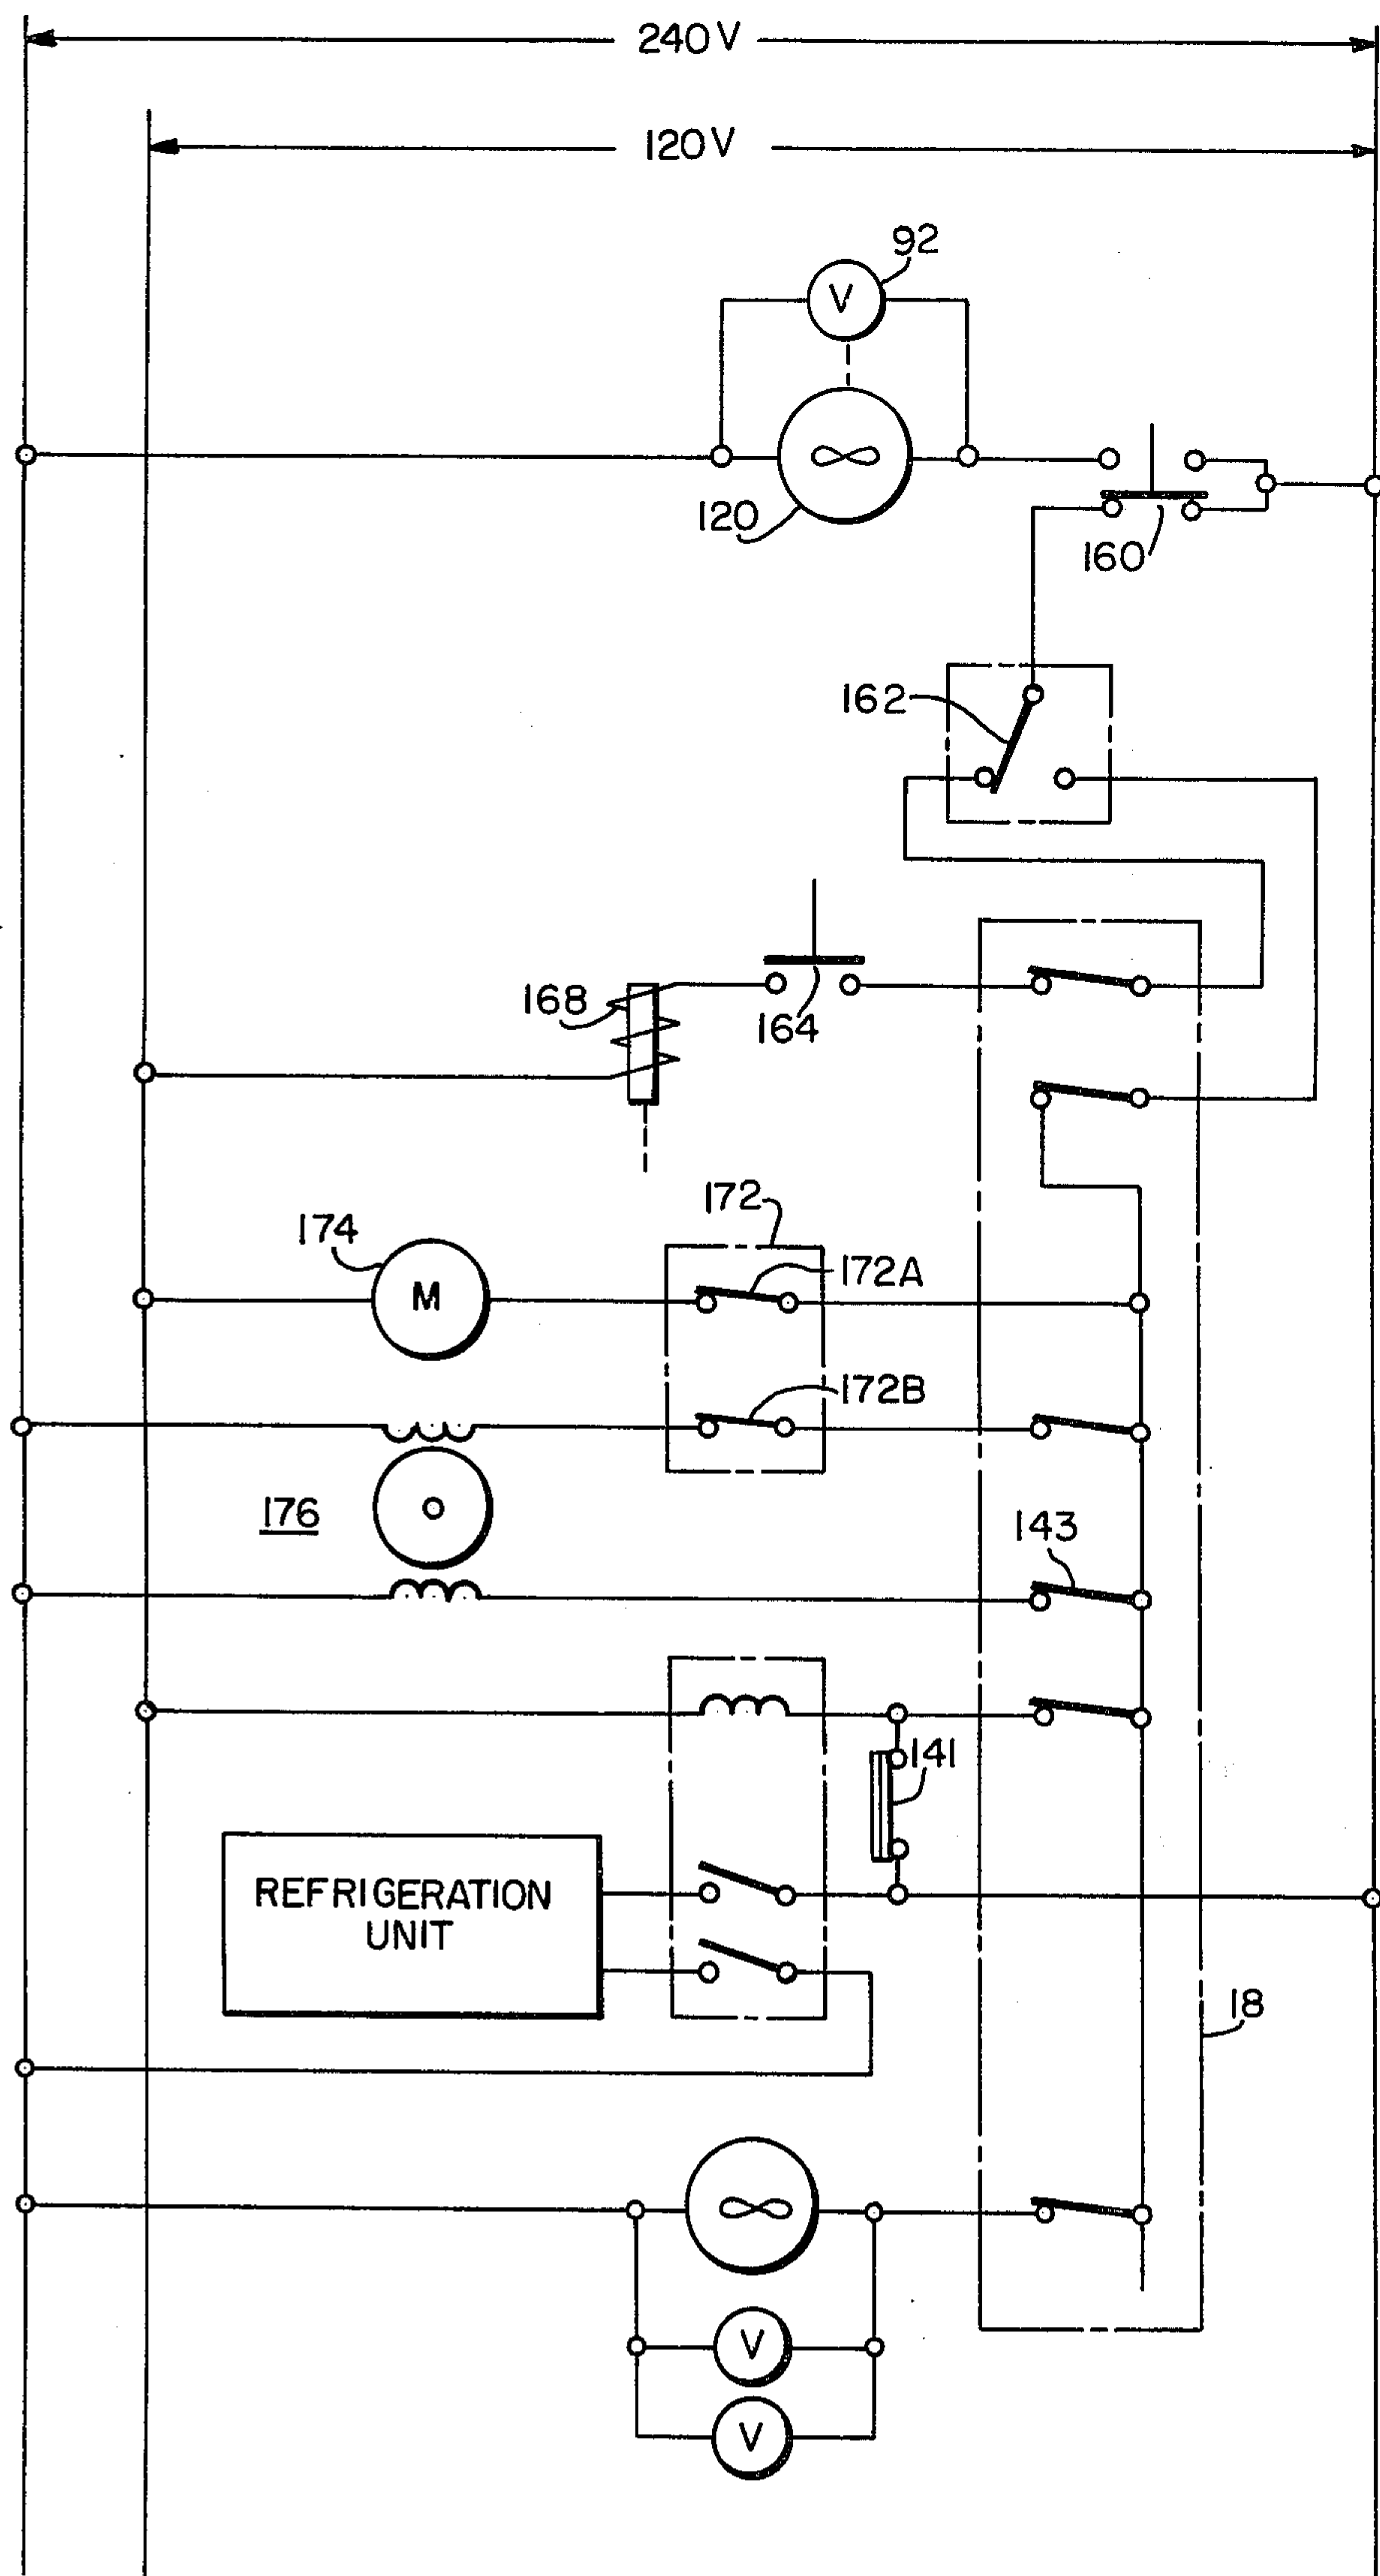 240V
120V
92
V
120
160
162
168
164
172
174
172A
M
172B
176
143
141
REFRIGERATION
UNIT
18
V
V